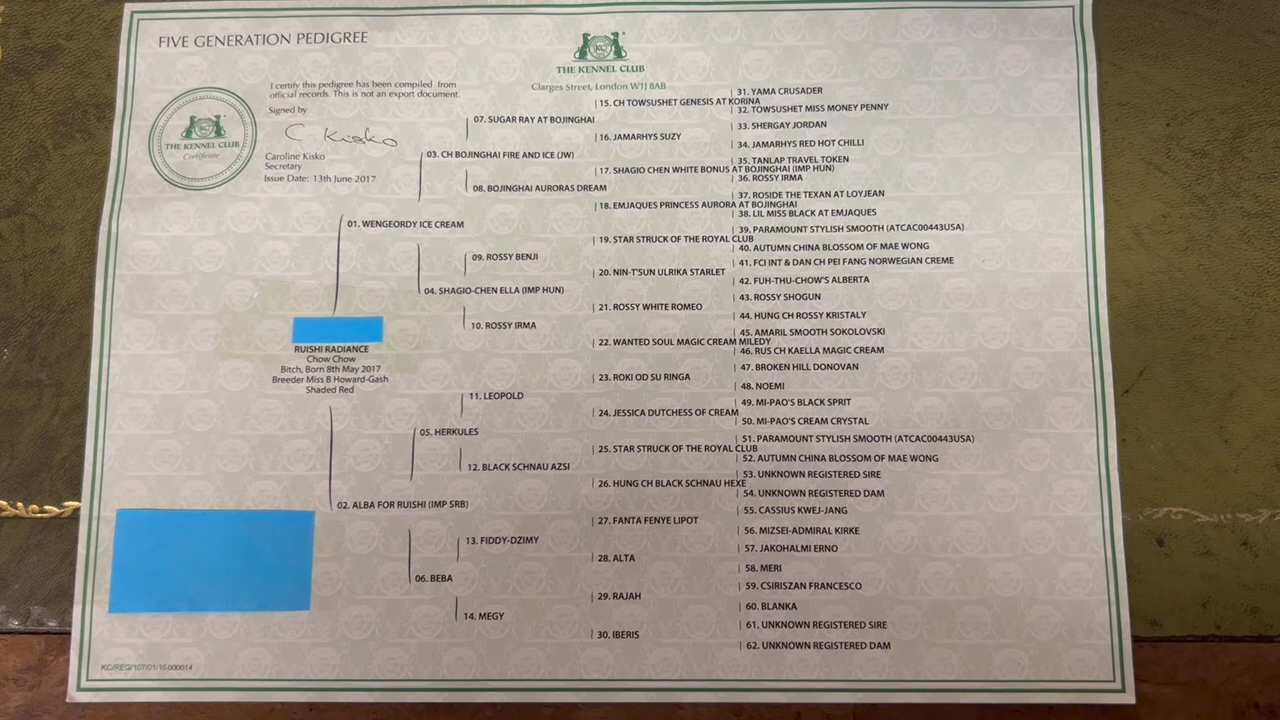 FIVE GENERATION PEDIGREE
KC
THE KENNEL CLUB
Clarges Street, London W1J 8AB
I certify this pedigree has been compiled from
official records. This is not an export document.
Signed by
C Kisko
Caroline Kisko
Secretary
Issue Date: 13th June 2017
THE KENNEL CLUB
Certificate
RUISHI RADIANCE
Chow Chow
Bitch, Born 8th May 2017
Breeder Miss B Howard-Gash
Shaded Red
01. WENGEORDY ICE CREAM
02. ALBA FOR RUISHI (IMP SRB)
03. CH BOJINGHAI FIRE AND ICE (JW)
04. SHAGIO-CHEN ELLA (IMP HUN)
05. HERKULES
06. BEBA
07. SUGAR RAY AT BOJINGHAI
08. BOJINGHAI AURORAS DREAM
09. ROSSY BENJI
10. ROSSY IRMA
11. LEOPOLD
12. BLACK SCHNAU AZSI
13. FIDDY-DZIMY
14. MEGY
15. CH TOWSUSHET GENESIS AT KORINA
16. JAMARHYS SUZY
17. SHAGIO CHEN WHITE BONUS AT BOJINGHAI (IMP HUN)
18. EMJAQUES PRINCESS AURORA AT BOJINGHAI
19. STAR STRUCK OF THE ROYAL CLUB
20. NIN-T'SUN ULRIKA STARLET
21. ROSSY WHITE ROMEO
22. WANTED SOUL MAGIC CREAM MILEDY
23. ROKI OD SU RINGA
24. JESSICA DUTCHESS OF CREAM
25. STAR STRUCK OF THE ROYAL CLUB
26. HUNG CH BLACK SCHNAU HEXE
27. FANTA FENYE LIPOT
28. ALTA
29. RAJAH
30. IBERIS
31. YAMA CRUSADER
32. TOWSUSHET MISS MONEY PENNY
33. SHERGAY JORDAN
34. JAMARHYS RED HOT CHILLI
35. TANLAP TRAVEL TOKEN
36. ROSSY IRMA
37. ROSIDE THE TEXAN AT LOYJEAN
38. LIL MISS BLACK AT EMJAQUES
39. PARAMOUNT STYLISH SMOOTH (ATCAC00443USA)
40. AUTUMN CHINA BLOSSOM OF MAE WONG
41. FCI INT & DAN CH PEI FANG NORWEGIAN CREME
42. FUH-THU-CHOW'S ALBERTA
43. ROSSY SHOGUN
44. HUNG CH ROSSY KRISTALY
45. AMARIL SMOOTH SOKOLOVSKI
46. RUS CH KAELLA MAGIC CREAM
47. BROKEN HILL DONOVAN
48. NOEMI
49. MI-PAO'S BLACK SPRIT
50. MI-PAO'S CREAM CRYSTAL
51. PARAMOUNT STYLISH SMOOTH (ATCAC00443USA)
52. AUTUMN CHINA BLOSSOM OF MAE WONG
53. UNKNOWN REGISTERED SIRE
54. UNKNOWN REGISTERED DAM
55. CASSIUS KWEJ-JANG
56. MIZSEI-ADMIRAL KIRKE
57. JAKOHALMI ERNO
58. MERI
59. CSIRISZAN FRANCESCO
60. BLANKA
61. UNKNOWN REGISTERED SIRE
62. UNKNOWN REGISTERED DAM
KC/REG/107/01/16000014